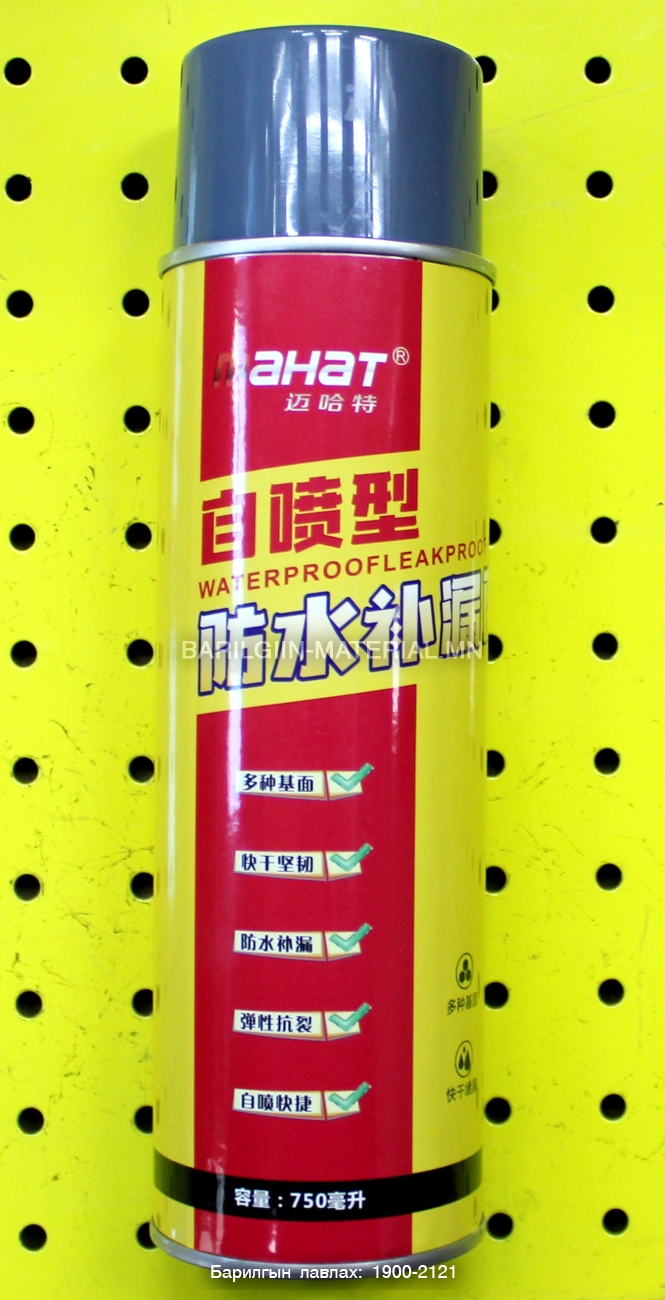 maHaT®
迈哈特
自喷型
WATERPROOFLEAKPROOF
防水补漏
BARILGIIN-MATERIAL.MN
多种基面
快干坚韧
防水补漏
弹性抗裂
自喷快捷
多种基面
快干堵漏
容量：750毫升
Барилгын лавлах: 1900-2121